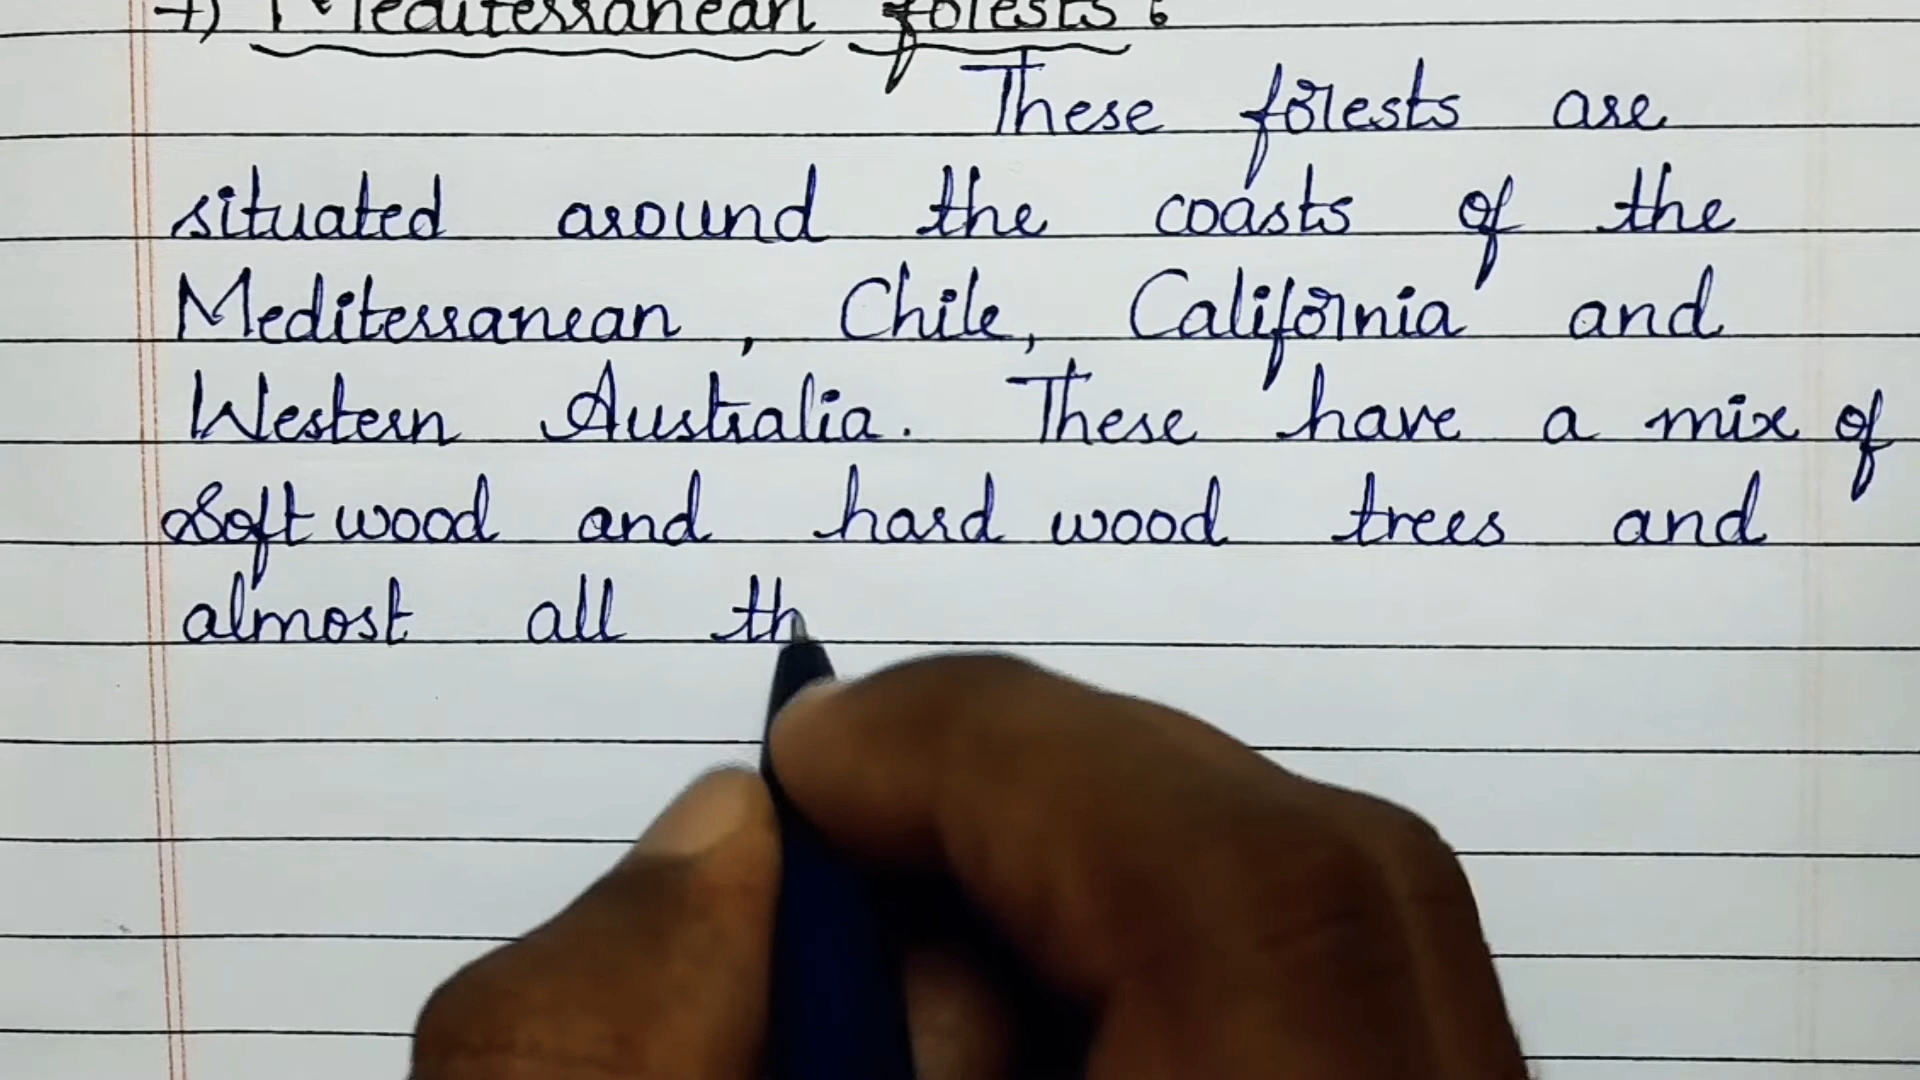 7) Mediterranean forests :
These forests are
situated around the coasts of the
Mediterranean , Chile, California and
Western Australia. These have a mix of
Soft wood and hard wood trees and
almost all th